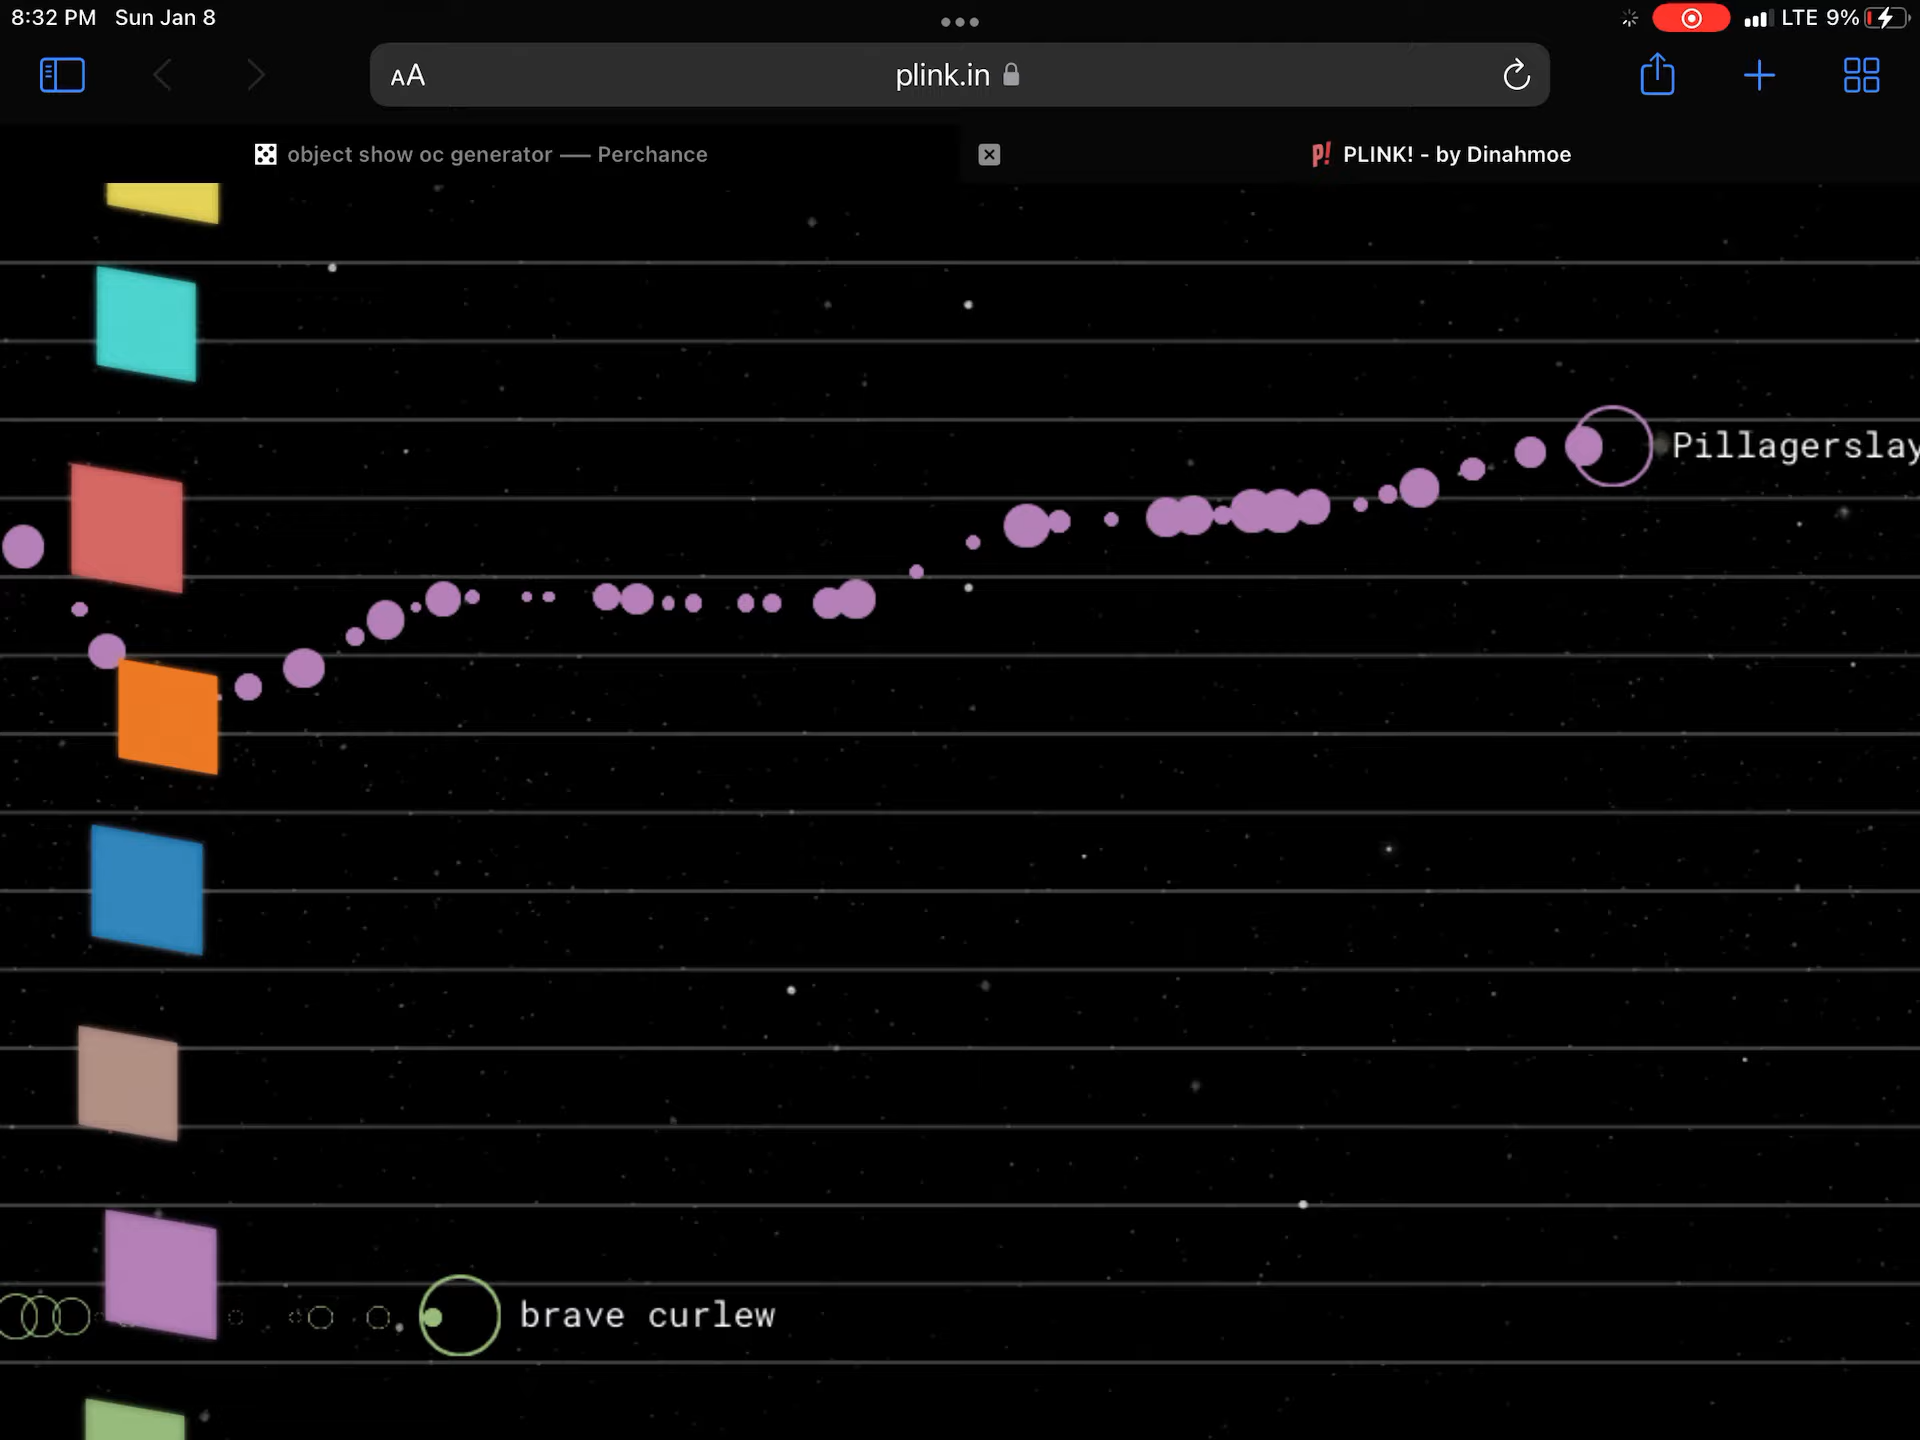 8:32 PM Sun Jan 8
LTE 9%
AA
plink.in
object show oc generator — Perchance
p! PLINK! - by Dinahmoe
Pillagerslay
brave curlew